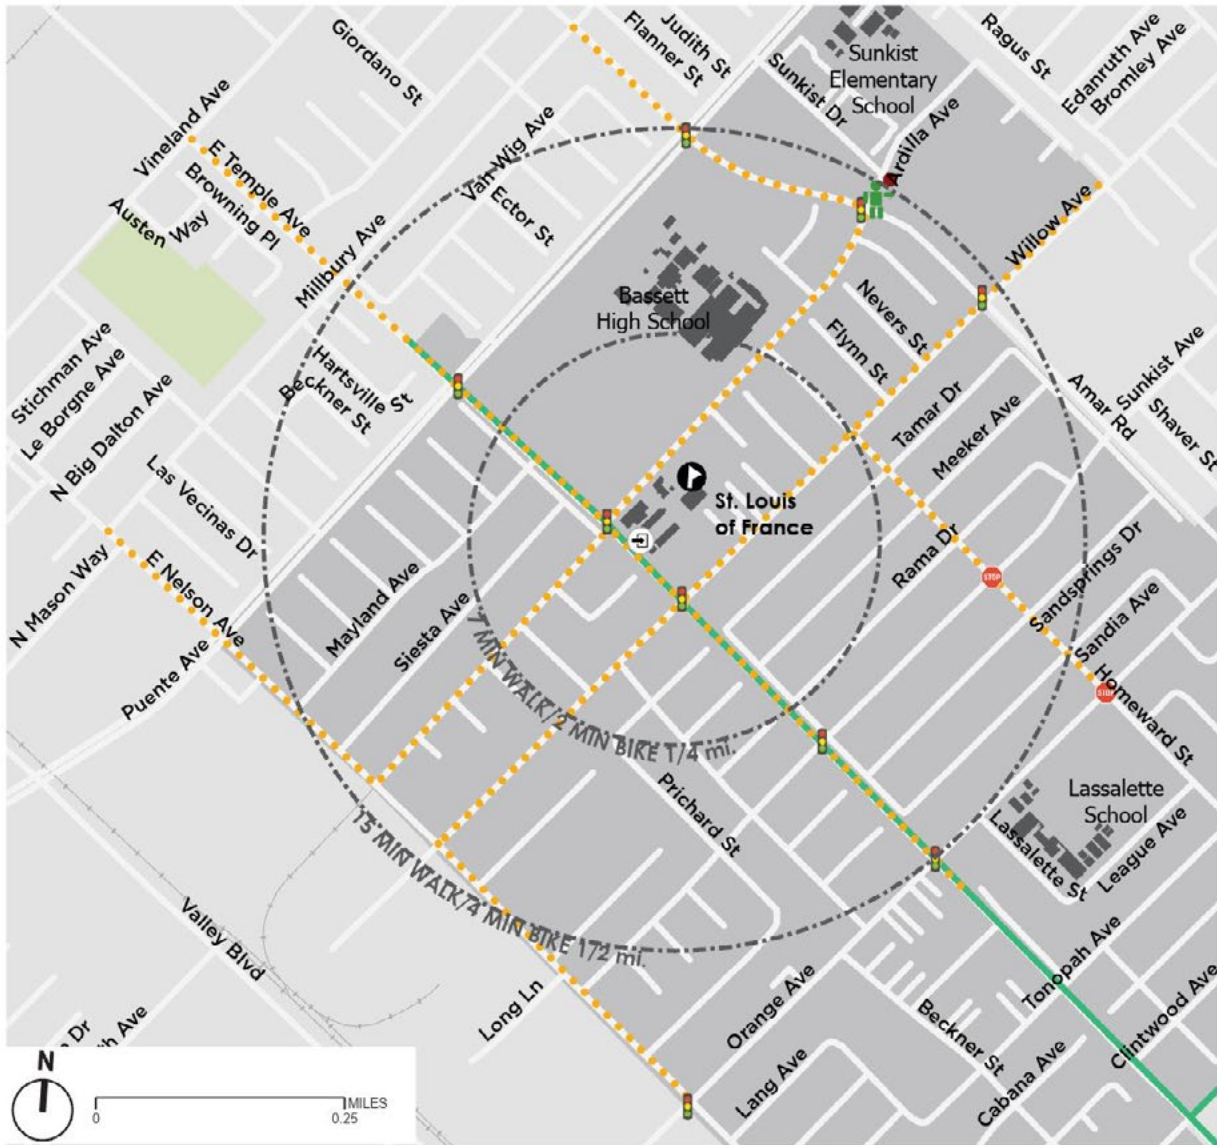 Giordano St
Judith St
Flanner St
Ragus St
Edanruth Ave
Bromley Ave
Sunkist
Elementary
School
Sunkist Dr
Ardilla Ave
Vineland Ave
E Temple Ave
Browning Pl
Austen Way
Van Wig Ave
Ector St
Millbury Ave
Willow Ave
Bassett
High School
Nevers St
Flynn St
Hartsville St
Beckner St
Stichman Ave
Le Borgne Ave
N Big Dalton Ave
Las Vecinas Dr
Tamar Dr
Meeker Ave
Amar Rd
Sunkist Ave
Shaver St
St. Louis
of France
N Mason Way
E Nelson Ave
Puente Ave
Mayland Ave
Siesta Ave
Rama Dr
STOP
Sandsprings Dr
Sandia Ave
Homeward St
STOP
7 MIN WALK/2 MIN BIKE 1/4 mi.
15 MIN WALK/4 MIN BIKE 1/2 mi.
Prichard St
Lassalette
School
Lassalette St
League Ave
Valley Blvd
Long Ln
Orange Ave
Lang Ave
Beckner St
Cabana Ave
Tonopah Ave
Clintwood Ave
Dr
th Ave
N
0
0.25
MILES